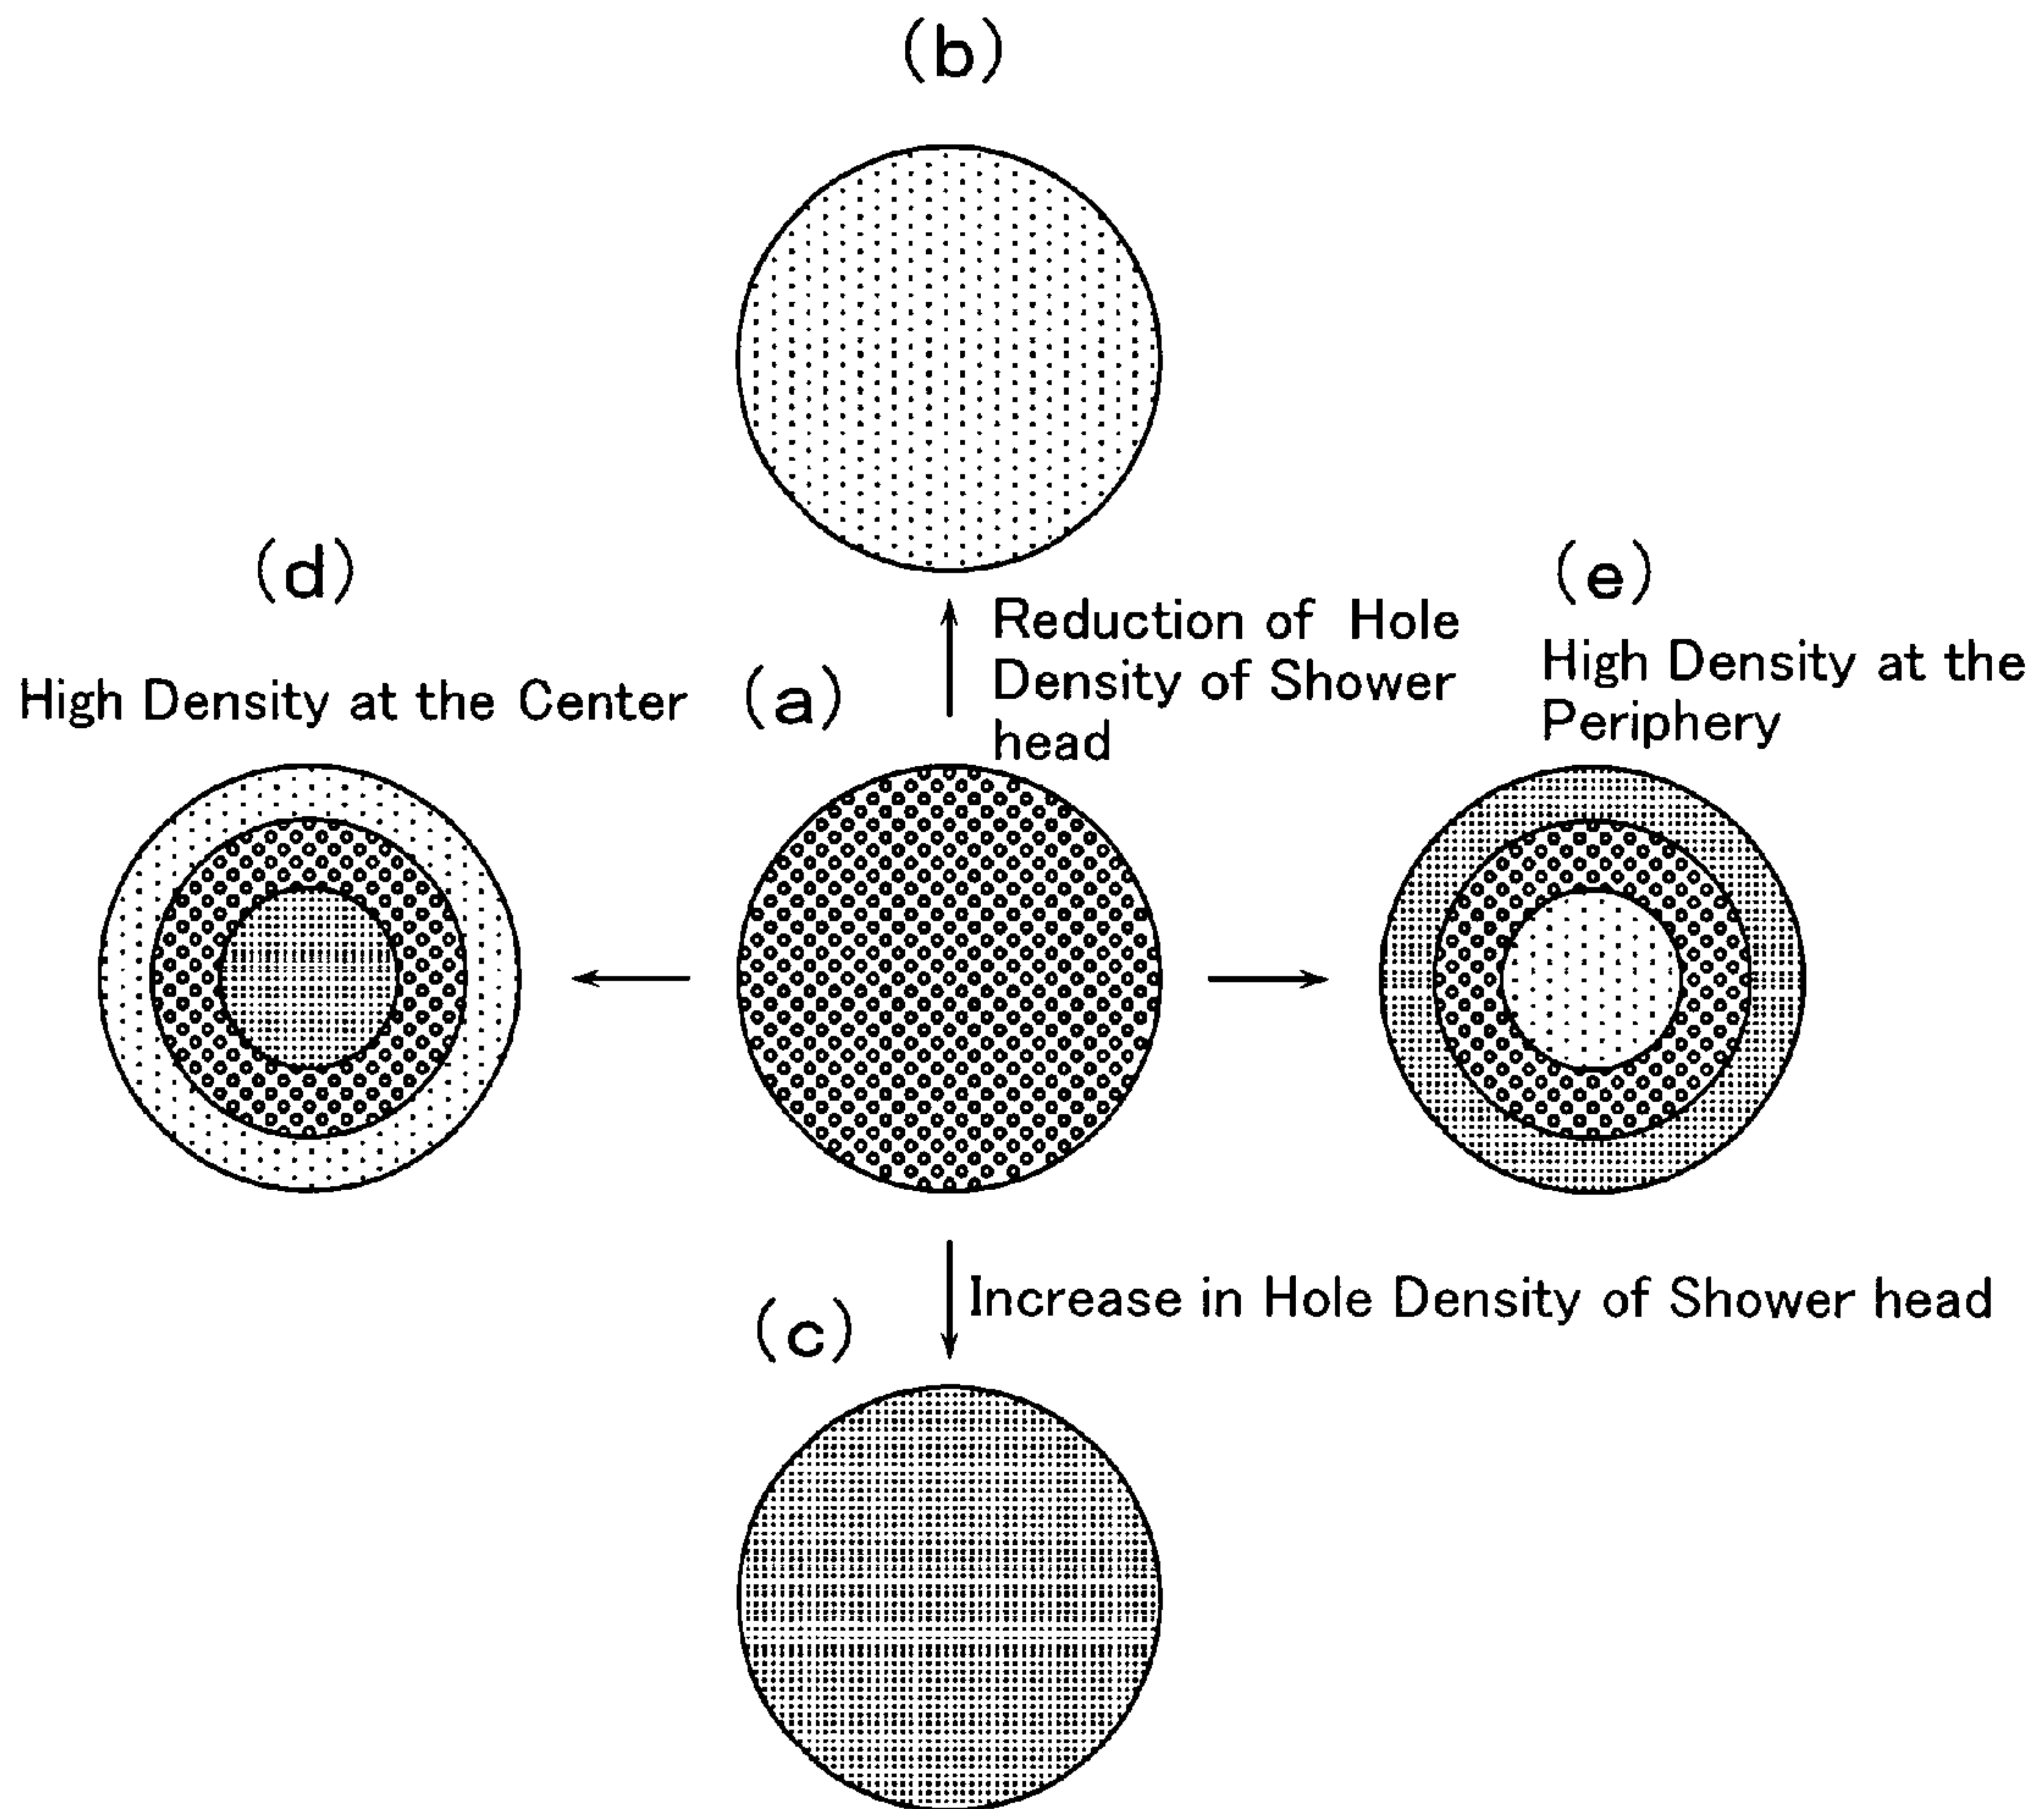 (b)
(d)
(e)
Reduction of Hole
Density of Shower
head
High Density at the
Periphery
High Density at the Center
(a)
Increase in Hole Density of Shower head
(c)